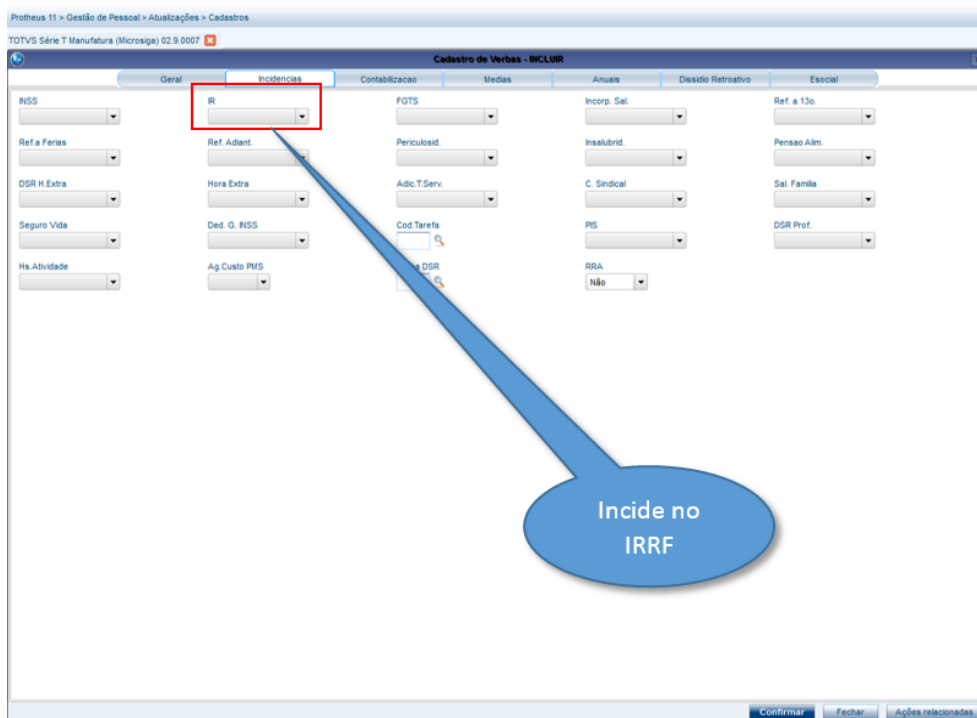 Protheus 11 > Gestão de Pessoal > Atualizações > Cadastros
TOTVS Série T Manufatura (Microsiga) 02.9.0007
Cadastro de Verbas - INCLUIR
Geral Incidencias Contabilizacao Medias Anuais Dissidio Retroativo Esocial
INSS IR FGTS Incorp. Sal. Ref. a 13o.
Ref.a Ferias Ref. Adiant. Periculosid. Insalubrid. Pensao Alim.
DSR H.Extra Hora Extra Adic.T.Serv. C. Sindical Sal. Familia
Seguro Vida Ded. G. INSS Cod.Tarefa PIS DSR Prof.
Hs.Atividade Ag.Custo PMS DSR RRA
Não
Incide no
IRRF
Confirmar Fechar Ações relacionadas